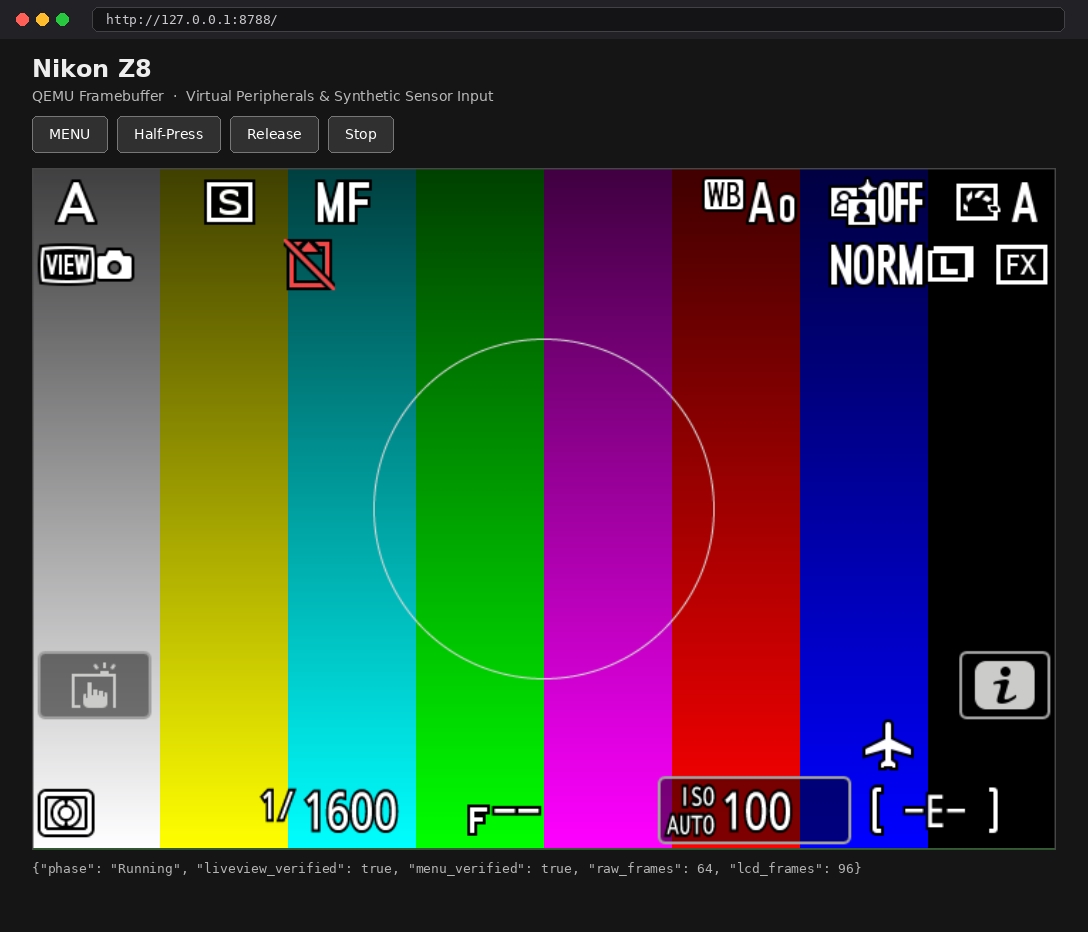 http://127.0.0.1:8788/
Nikon Z8
QEMU Framebuffer · Virtual Peripherals & Synthetic Sensor Input
MENU Half-Press Release Stop
A S MF WB A0 OFF A
VIEW NORM L FX
i
1/1600 F-- ISO AUTO 100 [ -E- ]
{"phase": "Running", "liveview_verified": true, "menu_verified": true, "raw_frames": 64, "lcd_frames": 96}